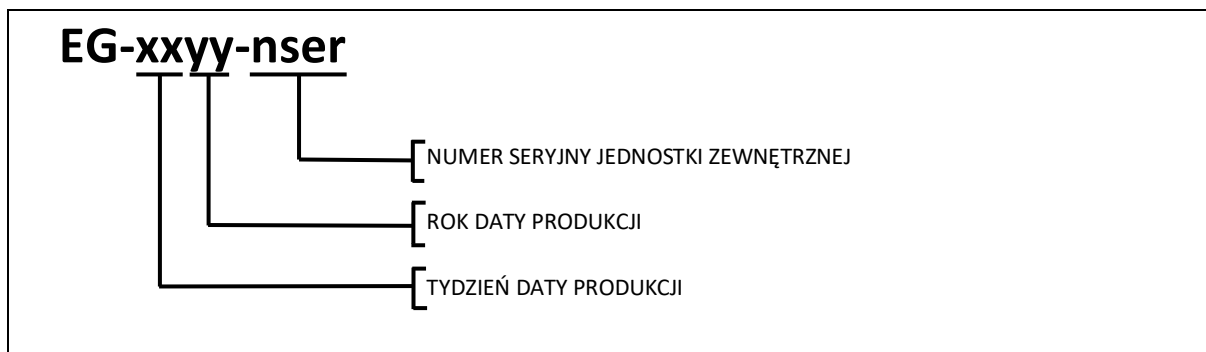 EG-xxyy-nser
NUMER SERYJNY JEDNOSTKI ZEWNĘTRZNEJ
ROK DATY PRODUKCJI
TYDZIEŃ DATY PRODUKCJI